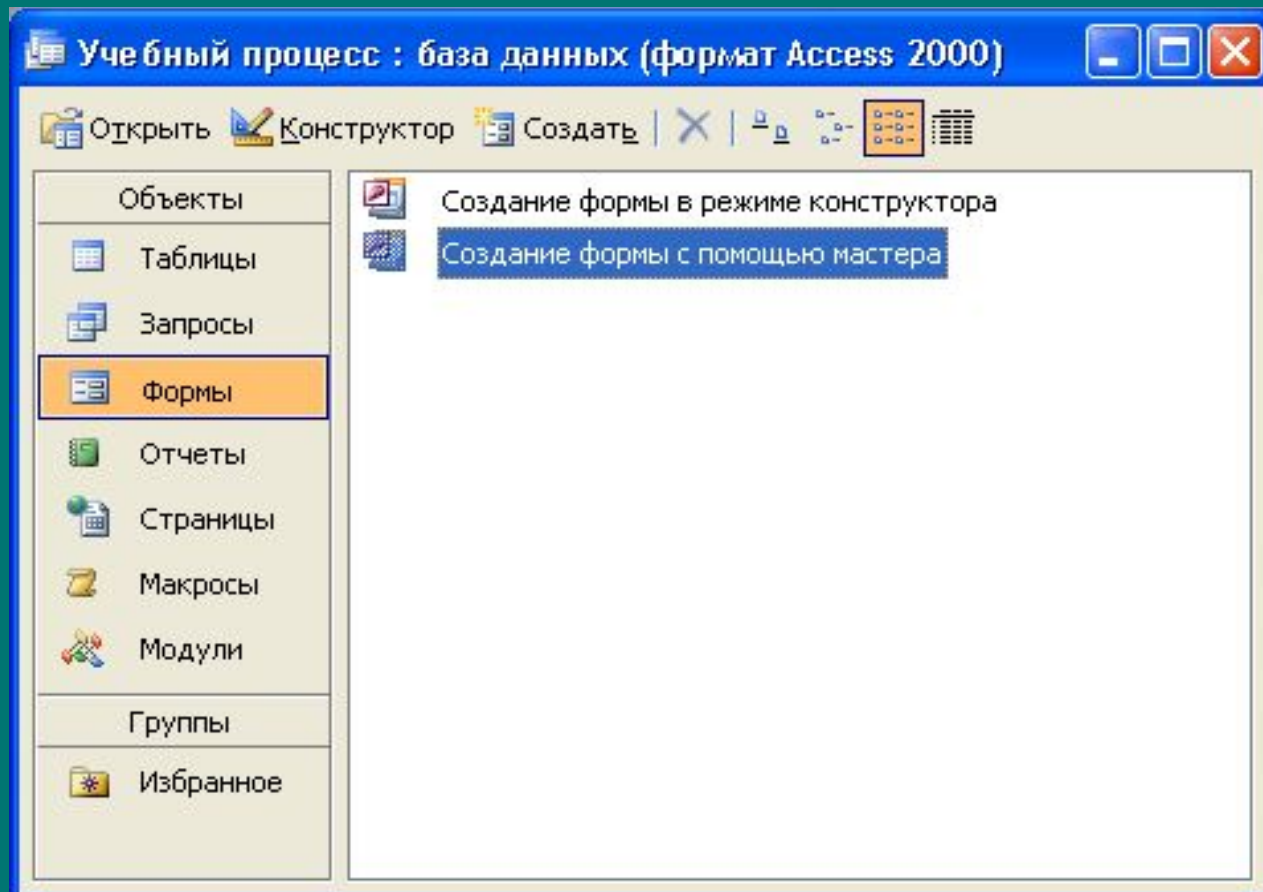 Учебный процесс : база данных (формат Access 2000)
Открыть Конструктор Создать
Объекты
Таблицы
Запросы
Формы
Отчеты
Страницы
Макросы
Модули
Группы
Избранное
Создание формы в режиме конструктора
Создание формы с помощью мастера